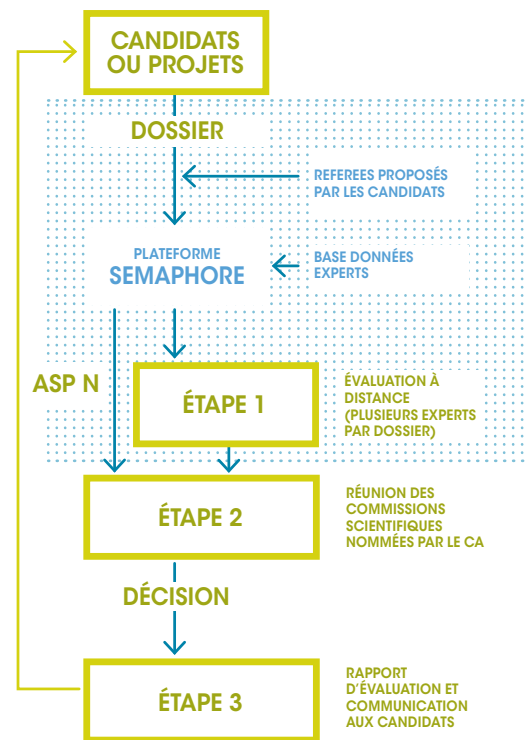 CANDIDATS
OU PROJETS
DOSSIER
REFEREES PROPOSÉS
PAR LES CANDIDATS
PLATEFORME
SEMAPHORE
BASE DONNÉES
EXPERTS
ASP N
ÉTAPE 1
ÉVALUATION À
DISTANCE
(PLUSIEURS EXPERTS
PAR DOSSIER)
ÉTAPE 2
RÉUNION DES
COMMISSIONS
SCIENTIFIQUES
NOMMÉES PAR LE CA
DÉCISION
ÉTAPE 3
RAPPORT
D'ÉVALUATION ET
COMMUNICATION
AUX CANDIDATS